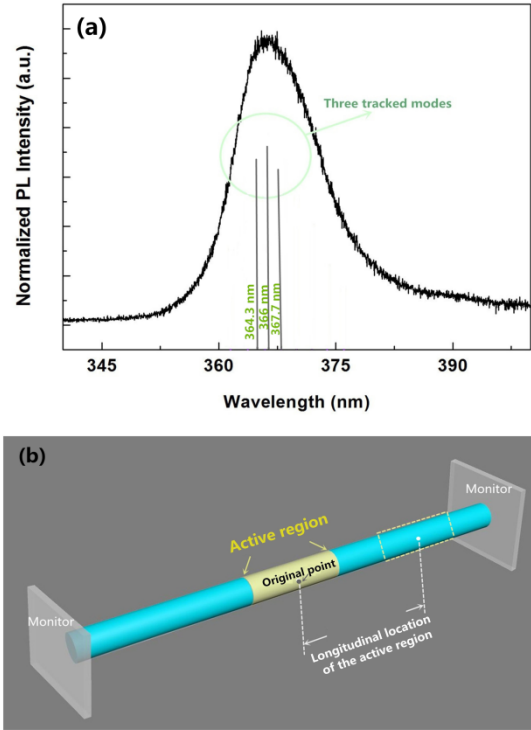 (a)
Normalized PL Intensity (a.u.)
Three tracked modes
364.3 nm
366 nm
367.7 nm
345
360
375
390
Wavelength (nm)
(b)
Monitor
Active region
Original point
Monitor
Longitudinal location
of the active region